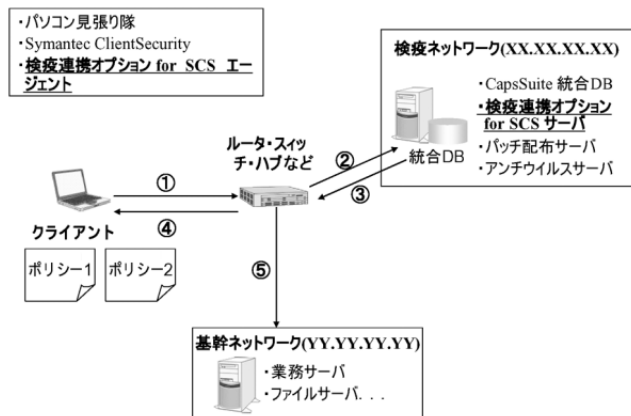 ・パソコン見張り隊
・Symantec ClientSecurity
・検疫連携オプション for SCS エー
ジェント
検疫ネットワーク(XX.XX.XX.XX)
・CapsSuite 統合DB
・検疫連携オプション
for SCS サーバ
・パッチ配布サーバ
・アンチウイルスサーバ
統合DB
ルータ・スィッ
チ・ハブなど
①
②
③
④
⑤
クライアント
ポリシー1
ポリシー2
基幹ネットワーク(YY.YY.YY.YY)
・業務サーバ
・ファイルサーバ. . .